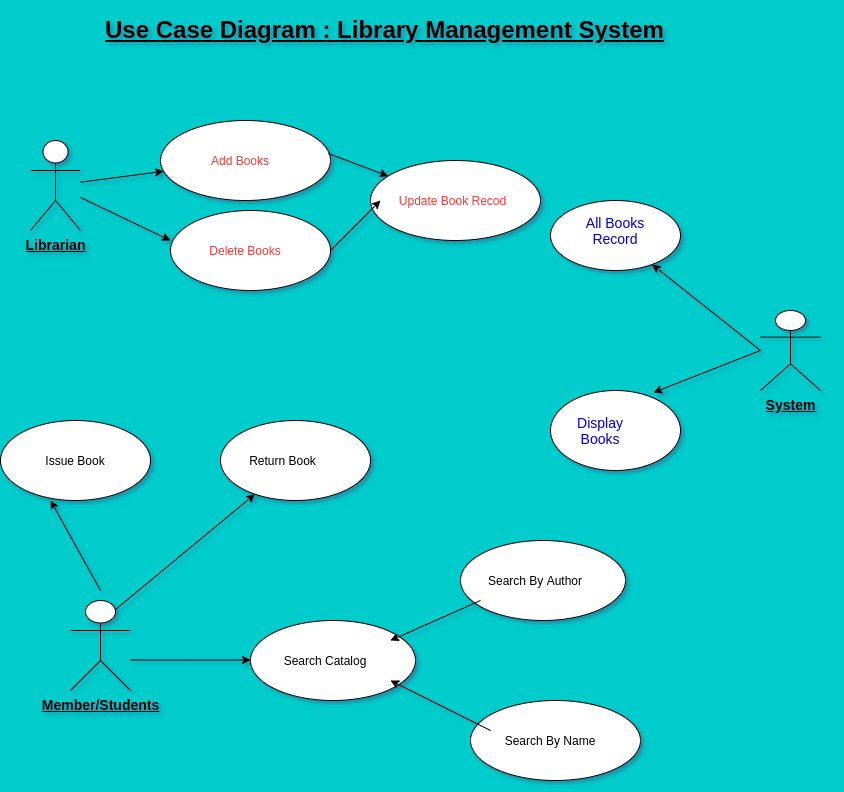 Use Case Diagram : Library Management System
Add Books
Update Book Recod
Librarian
Delete Books
All Books
Record
System
Display
Books
Issue Book
Return Book
Search By Author
Search Catalog
Member/Students
Search By Name